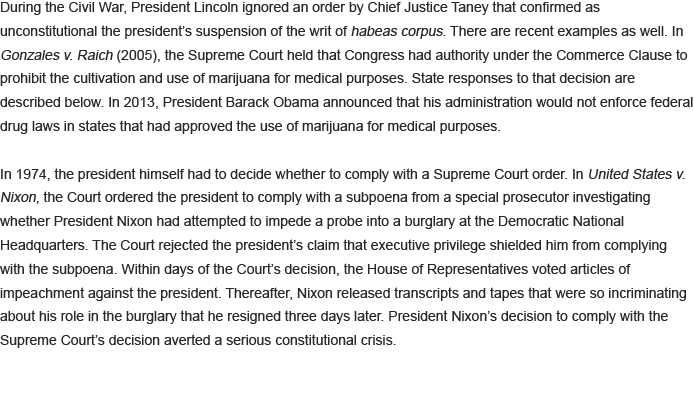 During the Civil War, President Lincoln ignored an order by Chief Justice Taney that confirmed as
unconstitutional the president’s suspension of the writ of habeas corpus. There are recent examples as well. In
Gonzales v. Raich (2005), the Supreme Court held that Congress had authority under the Commerce Clause to
prohibit the cultivation and use of marijuana for medical purposes. State responses to that decision are
described below. In 2013, President Barack Obama announced that his administration would not enforce federal
drug laws in states that had approved the use of marijuana for medical purposes.
In 1974, the president himself had to decide whether to comply with a Supreme Court order. In United States v.
Nixon, the Court ordered the president to comply with a subpoena from a special prosecutor investigating
whether President Nixon had attempted to impede a probe into a burglary at the Democratic National
Headquarters. The Court rejected the president’s claim that executive privilege shielded him from complying
with the subpoena. Within days of the Court’s decision, the House of Representatives voted articles of
impeachment against the president. Thereafter, Nixon released transcripts and tapes that were so incriminating
about his role in the burglary that he resigned three days later. President Nixon’s decision to comply with the
Supreme Court’s decision averted a serious constitutional crisis.